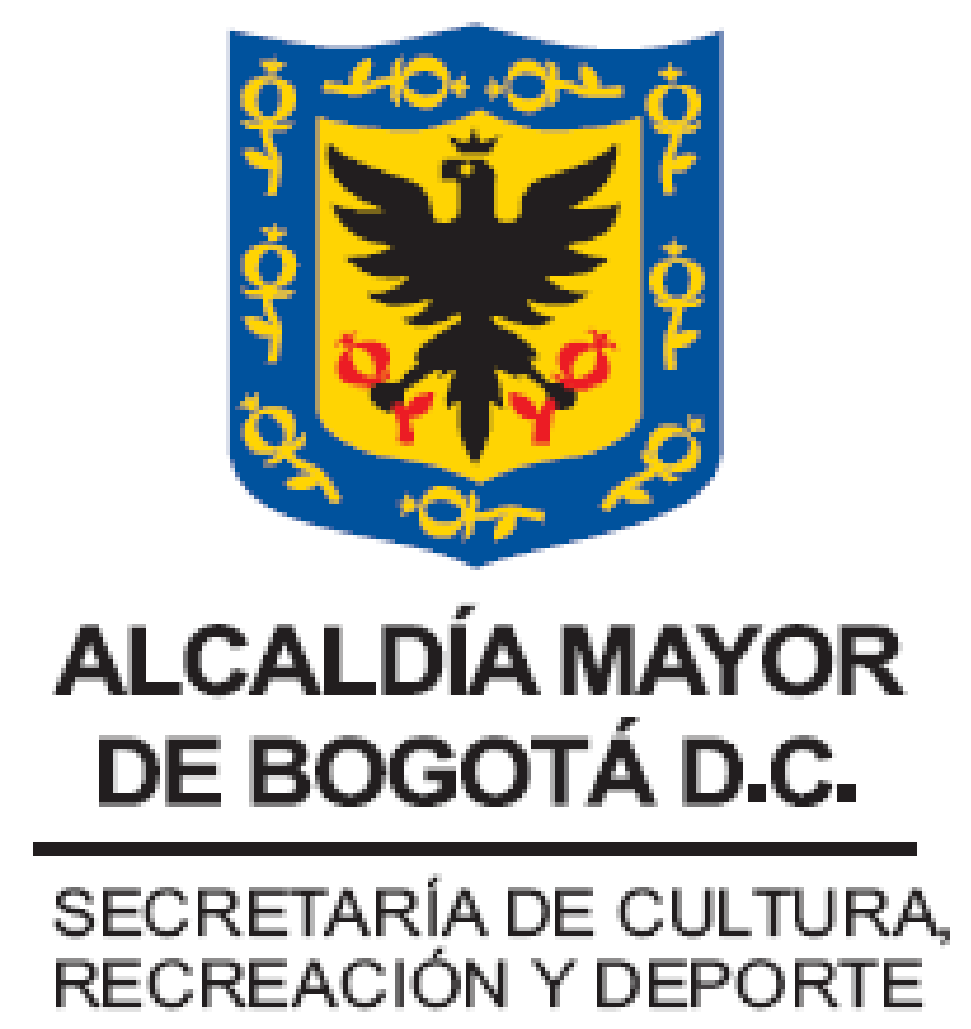 ALCALDÍA MAYOR
DE BOGOTÁ D.C.
SECRETARÍA DE CULTURA,
RECREACIÓN Y DEPORTE